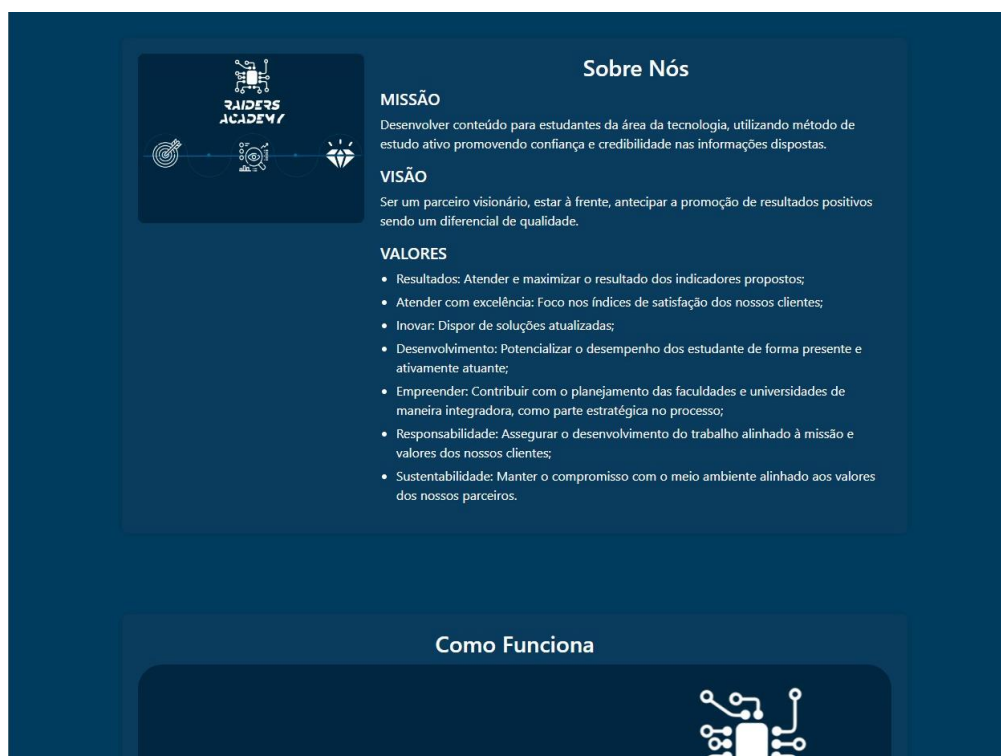 RAIDERS
ACADEMY
Sobre Nós
MISSÃO
Desenvolver conteúdo para estudantes da área da tecnologia, utilizando método de
estudo ativo promovendo confiança e credibilidade nas informações dispostas.
VISÃO
Ser um parceiro visionário, estar à frente, antecipar a promoção de resultados positivos
sendo um diferencial de qualidade.
VALORES
• Resultados: Atender e maximizar o resultado dos indicadores propostos;
• Atender com excelência: Foco nos índices de satisfação dos nossos clientes;
• Inovar: Dispor de soluções atualizadas;
• Desenvolvimento: Potencializar o desempenho dos estudante de forma presente e
ativamente atuante;
• Empreender: Contribuir com o planejamento das faculdades e universidades de
maneira integradora, como parte estratégica no processo;
• Responsabilidade: Assegurar o desenvolvimento do trabalho alinhado à missão e
valores dos nossos clientes;
• Sustentabilidade: Manter o compromisso com o meio ambiente alinhado aos valores
dos nossos parceiros.
Como Funciona